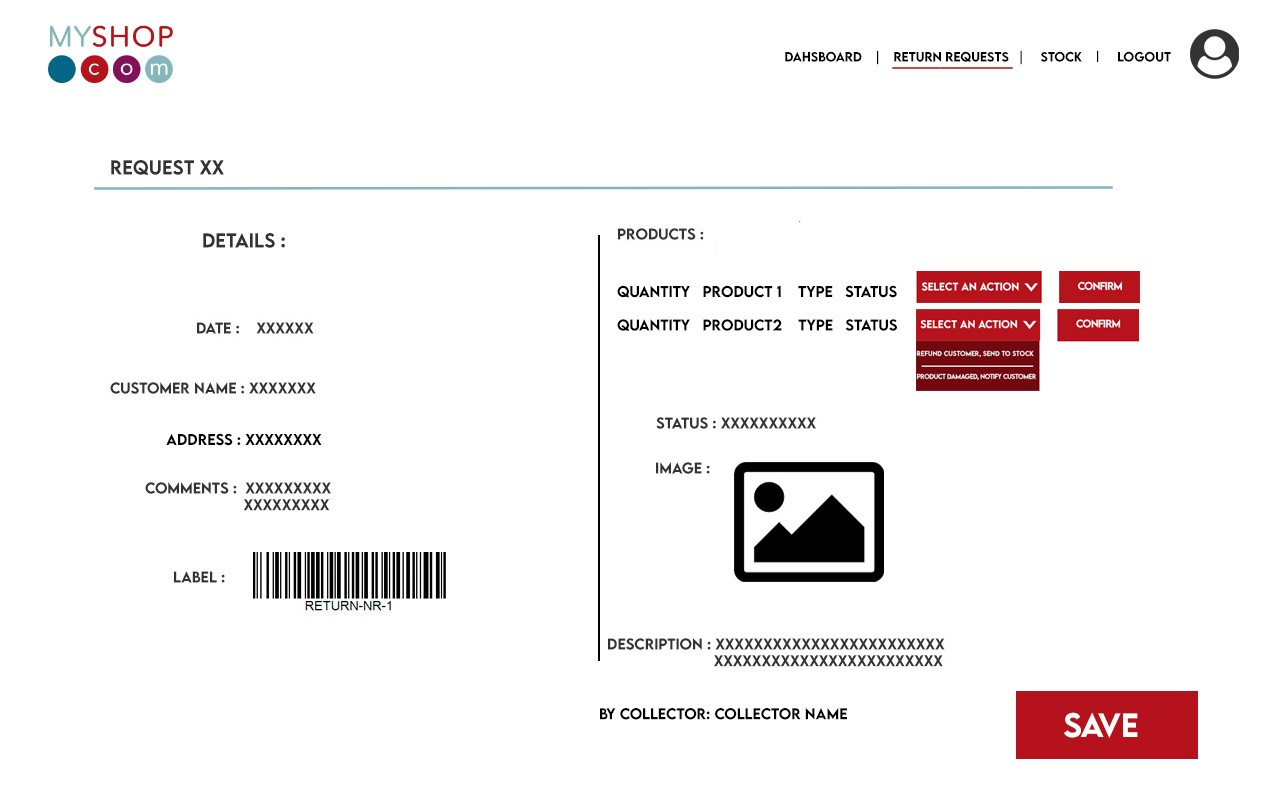 MYSHOP
com
DAHSBOARD | RETURN REQUESTS | STOCK | LOGOUT
REQUEST XX
DETAILS :
DATE : XXXXXX
CUSTOMER NAME : XXXXXXX
ADDRESS : XXXXXXXX
COMMENTS : XXXXXXXXX
XXXXXXXXX
LABEL :
RETURN-NR-1
PRODUCTS :
QUANTITY PRODUCT 1 TYPE STATUS SELECT AN ACTION CONFIRM
QUANTITY PRODUCT2 TYPE STATUS SELECT AN ACTION CONFIRM
REFUND CUSTOMER, SEND TO STOCK
PRODUCT DAMAGED, NOTIFY CUSTOMER
STATUS : XXXXXXXXXX
IMAGE :
DESCRIPTION : XXXXXXXXXXXXXXXXXXXXXXXX
XXXXXXXXXXXXXXXXXXXXXXXX
BY COLLECTOR: COLLECTOR NAME
SAVE